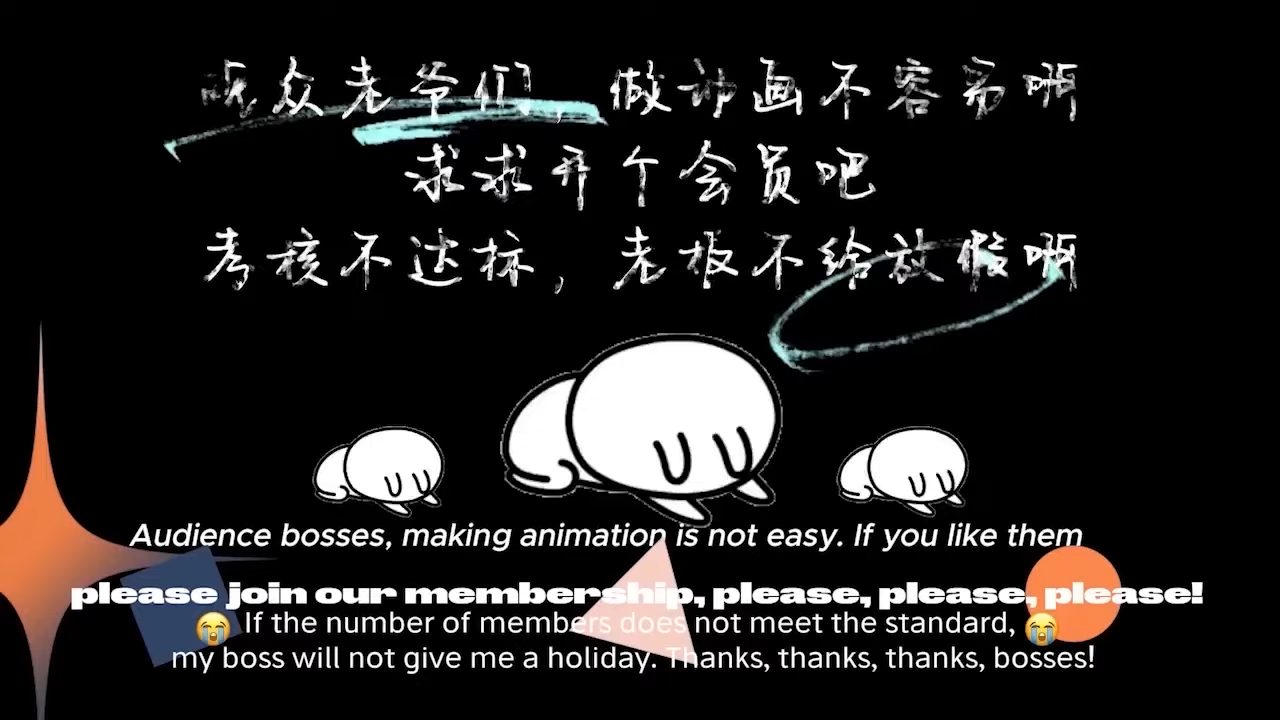 观众老爷们，做动画不容易啊
求求开个会员吧
考核不达标，老板不给放假啊
Audience bosses, making animation is not easy. If you like them
please join our membership, please, please, please!
😭 If the number of members does not meet the standard, 😭
my boss will not give me a holiday. Thanks, thanks, thanks, bosses!